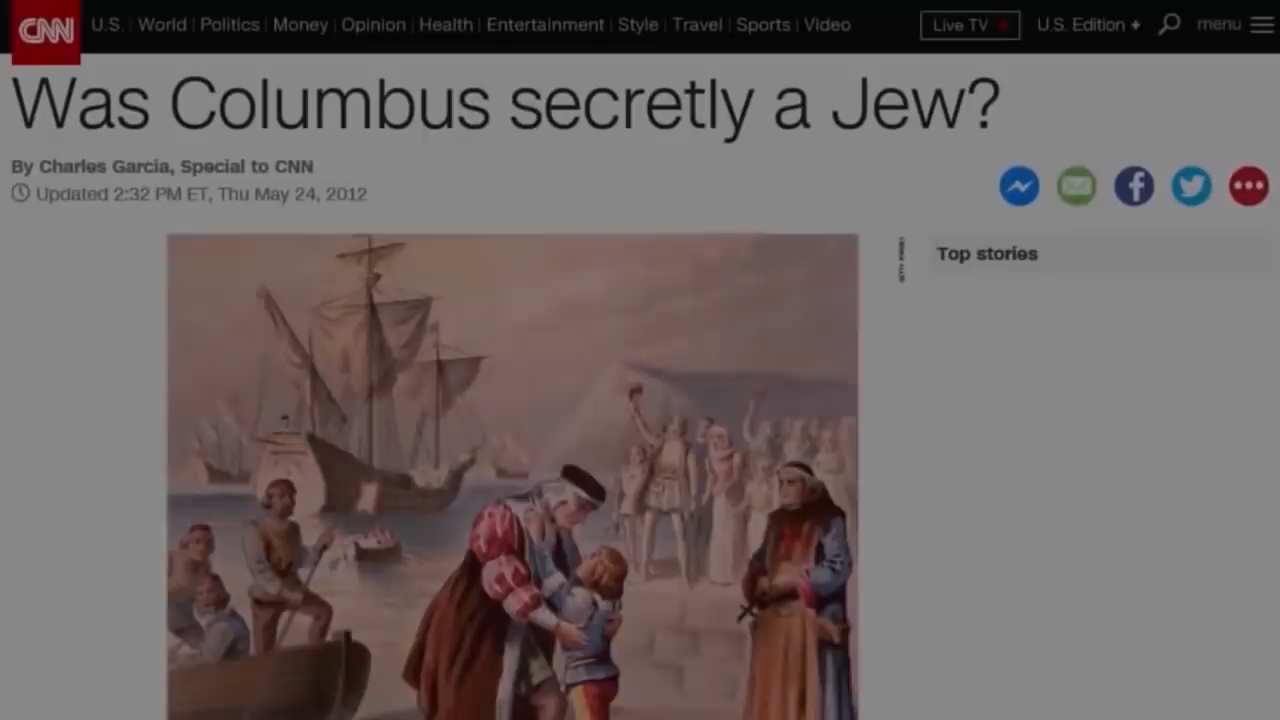 CNN
U.S. | World | Politics | Money | Opinion | Health | Entertainment | Style | Travel | Sports | Video
Live TV
U.S. Edition +
menu
Was Columbus secretly a Jew?
By Charles Garcia, Special to CNN
Updated 2:32 PM ET, Thu May 24, 2012
Top stories